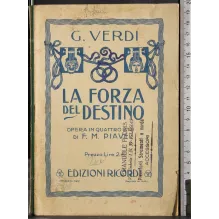 G. VERDI
LA FORZA
DEL DESTINO
OPERA IN QUATTRO ATTI
DI F. M. PIAVE
EDIZIONI RICORDI